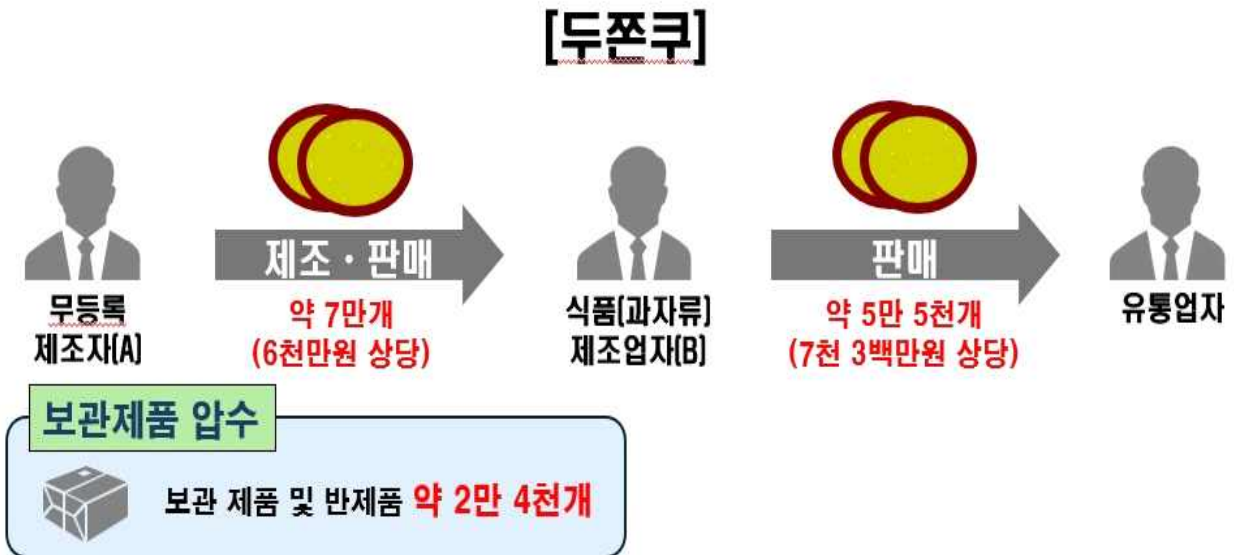 [두쫀쿠]
제조 · 판매
판매
무등록
제조자(A)
약 7만개
(6천만원 상당)
식품(과자류)
제조업자(B)
약 5만 5천개
(7천 3백만원 상당)
유통업자
보관제품 압수
보관 제품 및 반제품 약 2만 4천개